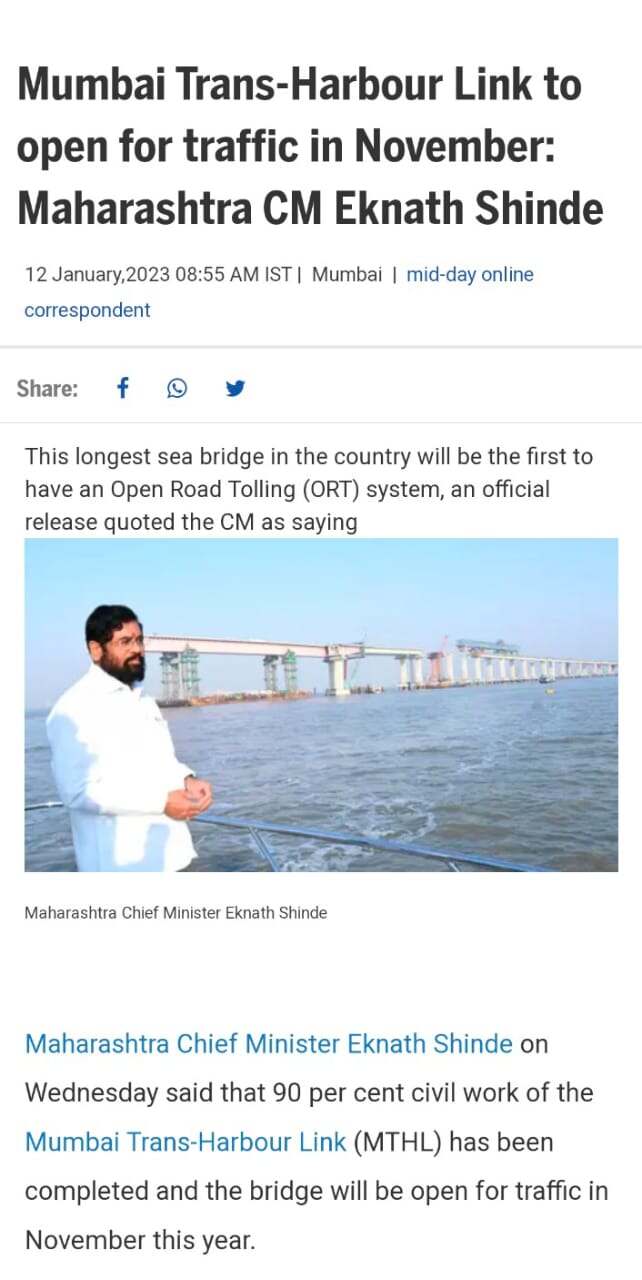 Mumbai Trans-Harbour Link to
open for traffic in November:
Maharashtra CM Eknath Shinde
12 January,2023 08:55 AM IST | Mumbai | mid-day online
correspondent
Share:
This longest sea bridge in the country will be the first to
have an Open Road Tolling (ORT) system, an official
release quoted the CM as saying
Maharashtra Chief Minister Eknath Shinde
Maharashtra Chief Minister Eknath Shinde on
Wednesday said that 90 per cent civil work of the
Mumbai Trans-Harbour Link (MTHL) has been
completed and the bridge will be open for traffic in
November this year.